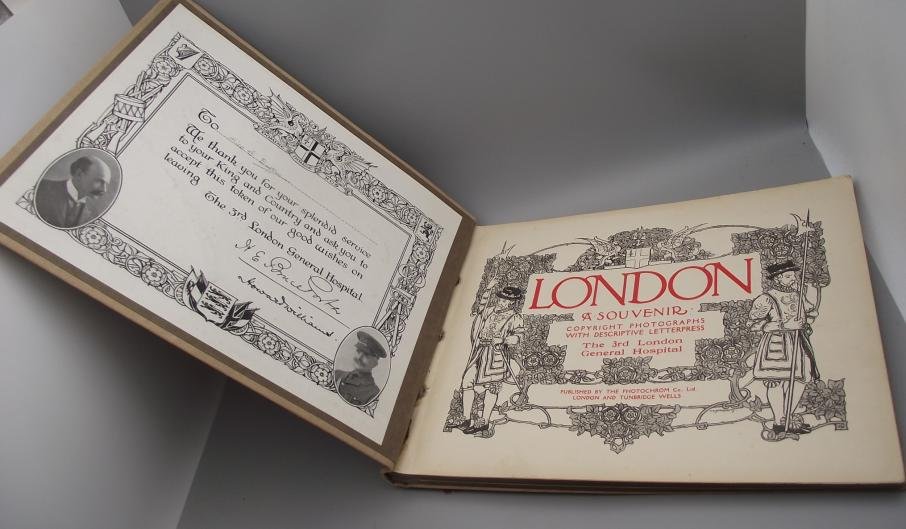 To
We thank you for your splendid service
to your King and Country and ask you to
accept this token of our good wishes on
leaving
The 3rd London General Hospital.
Howard Williams
LONDON
A SOUVENIR
COPYRIGHT PHOTOGRAPHS
WITH DESCRIPTIVE LETTERPRESS
The 3rd London
General Hospital
PUBLISHED BY THE PHOTOCHROM Co. Ltd.
LONDON AND TUNBRIDGE WELLS